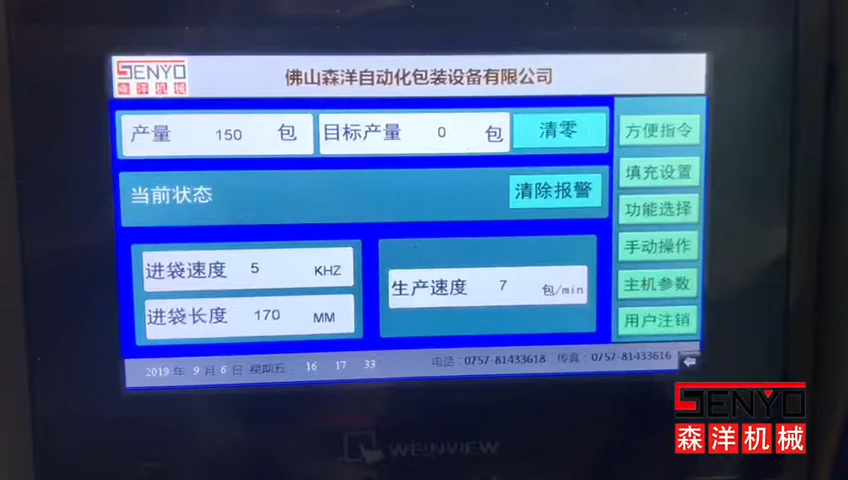 SENYO
森洋机械
佛山森洋自动化包装设备有限公司
产量 150 包 目标产量 0 包 清零
当前状态 清除报警
进袋速度 5 KHZ
进袋长度 170 MM
生产速度 7 包/min
方便指令
填充设置
功能选择
手动操作
主机参数
用户注销
2019 年 9 月 6 日 星期五 16 17 33 电话：0757-81433618 传真：0757-81433616
WEINVIEW
SENYO
森洋机械